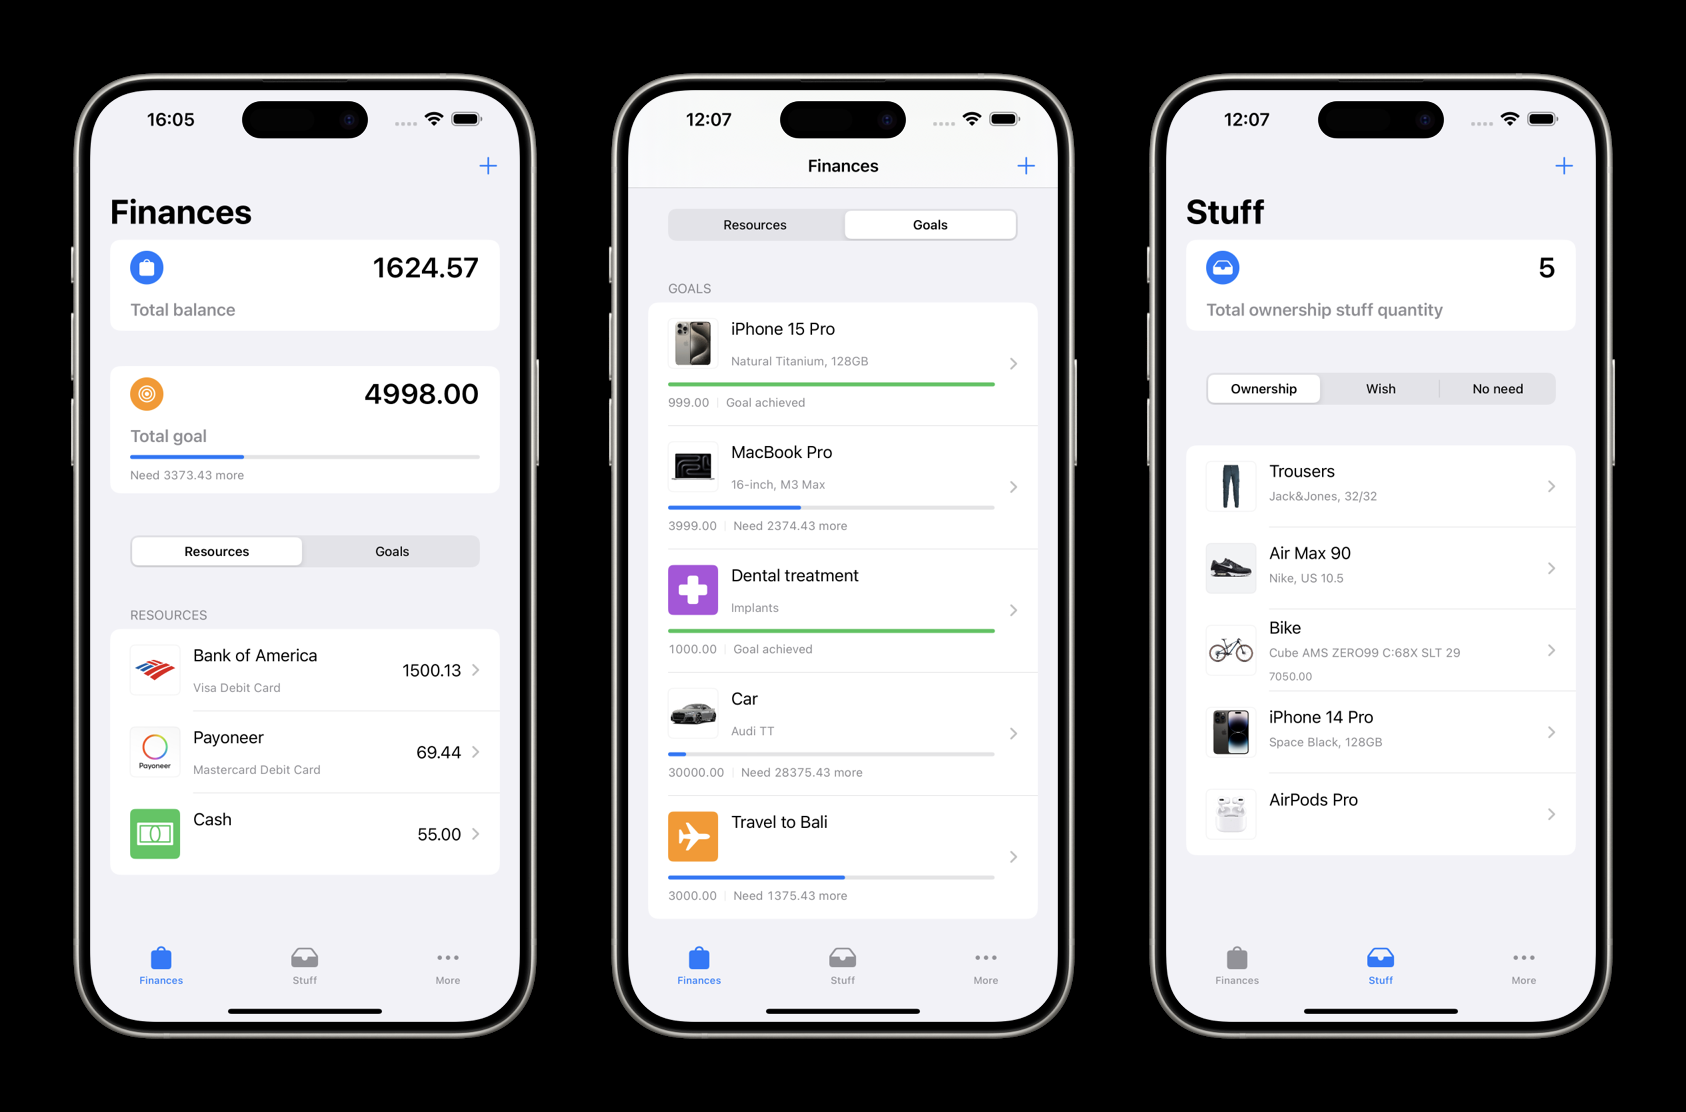 16:05
Finances
1624.57
Total balance
4998.00
Total goal
Need 3373.43 more
Resources Goals
RESOURCES
Bank of America
1500.13
Visa Debit Card
Payoneer
69.44
Payoneer
Mastercard Debit Card
Cash
55.00
Finances Stuff More
12:07
Finances
Resources Goals
GOALS
iPhone 15 Pro
Natural Titanium, 128GB
999.00 Goal achieved
MacBook Pro
16-inch, M3 Max
3999.00 Need 2374.43 more
Dental treatment
Implants
1000.00 Goal achieved
Car
Audi TT
30000.00 Need 28375.43 more
Travel to Bali
3000.00 Need 1375.43 more
Finances Stuff More
12:07
Stuff
5
Total ownership stuff quantity
Ownership Wish No need
Trousers
Jack&Jones, 32/32
Air Max 90
Nike, US 10.5
Bike
Cube AMS ZERO99 C:68X SLT 29
7050.00
iPhone 14 Pro
Space Black, 128GB
AirPods Pro
Finances Stuff More